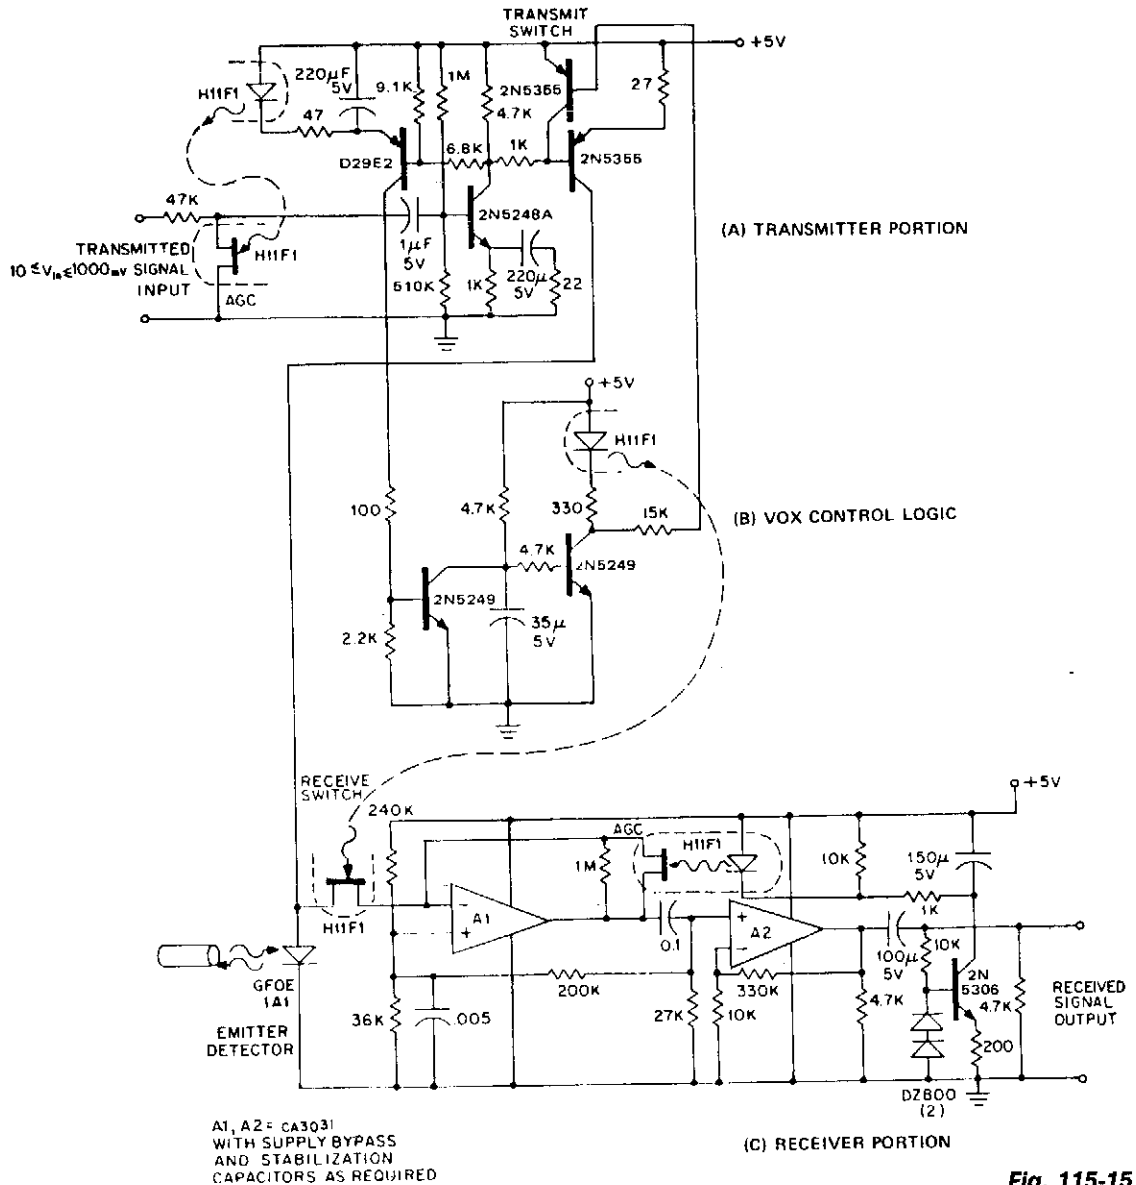 TRANSMIT
SWITCH
+5V
220µF
5V
9.1K
1M
2N5355
4.7K
27
H11F1
47
D29E2
6.8K
1K
2N5355
47K
2N5248A
(A) TRANSMITTER PORTION
TRANSMITTED
10 ≤ Vin ≤ 1000mv SIGNAL
INPUT
H11F1
AGC
1µF
5V
510K
1K
220µ
5V
22
+5V
H11F1
100
4.7K
330
15K
(B) VOX CONTROL LOGIC
4.7K
2N5249
2N5249
2.2K
35µ
5V
RECEIVE
SWITCH
240K
+5V
AGC
H11F1
1M
10K
150µ
5V
1K
H11F1
-
A1
+
0.1
+
A2
-
100µ
5V
10K
GFOE
1A1
200K
330K
2N
5306
4.7K
RECEIVED
SIGNAL
OUTPUT
EMITTER
DETECTOR
36K
.005
27K
10K
4.7K
200
DZ800
(2)
A1, A2 = CA3031
WITH SUPPLY BYPASS
AND STABILIZATION
CAPACITORS AS REQUIRED
(C) RECEIVER PORTION
Fig. 115-15